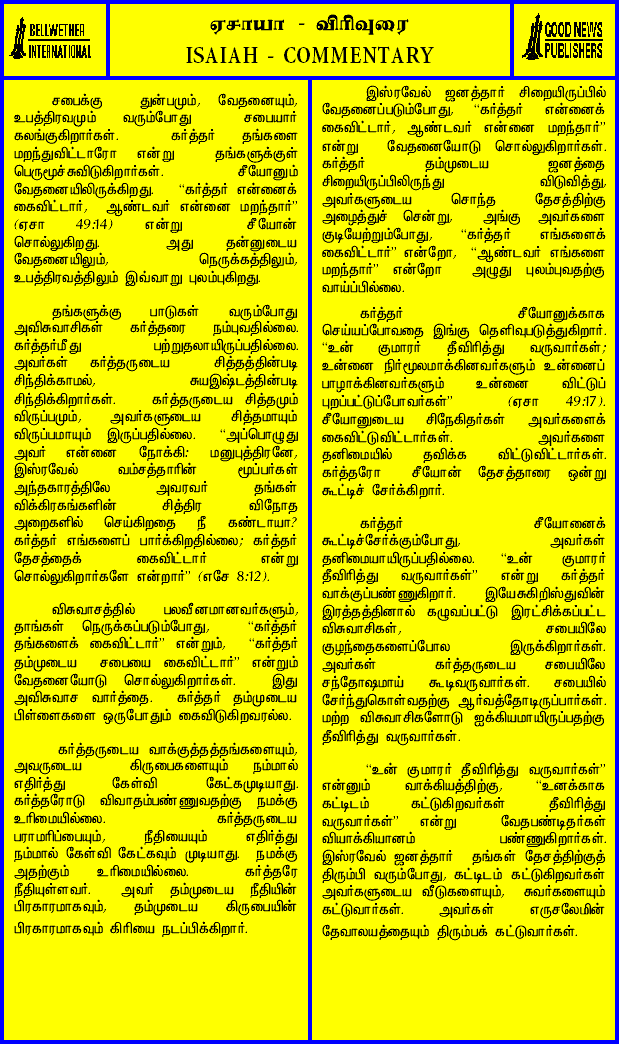 BELLWETHER
INTERNATIONAL
ஏசாயா - விரிவுரை
ISAIAH - COMMENTARY
GOOD NEWS
PUBLISHERS
சபைக்கு துன்பமும், வேதனையும்,
உபத்திரவமும் வரும்போது சபையார்
கலங்குகிறார்கள். கர்த்தர் தங்களை
மறந்துவிட்டாரோ என்று தங்களுக்குள்
பெருமூச்சுவிடுகிறார்கள். சீயோனும்
வேதனையிலிருக்கிறது. “கர்த்தர் என்னைக்
கைவிட்டார், ஆண்டவர் என்னை மறந்தார்”
(ஏசா 49:14) என்று சீயோன்
சொல்லுகிறது. அது தன்னுடைய
வேதனையிலும், நெருக்கத்திலும்,
உபத்திரவத்திலும் இவ்வாறு புலம்புகிறது.
தங்களுக்கு பாடுகள் வரும்போது
அவிசுவாசிகள் கர்த்தரை நம்புவதில்லை.
கர்த்தர்மீது பற்றுதலாயிருப்பதில்லை.
அவர்கள் கர்த்தருடைய சித்தத்தின்படி
சிந்திக்காமல், சுயஇஷ்டத்தின்படி
சிந்திக்கிறார்கள். கர்த்தருடைய சித்தமும்
விருப்பமும், அவர்களுடைய சித்தமாயும்
விருப்பமாயும் இருப்பதில்லை. “அப்பொழுது
அவர் என்னை நோக்கி: மனுபுத்திரனே,
இஸ்ரவேல் வம்சத்தாரின் மூப்பர்கள்
அந்தகாரத்திலே அவரவர் தங்கள்
விக்கிரகங்களின் சித்திர விநோத
அறைகளில் செய்கிறதை நீ கண்டாயா?
கர்த்தர் எங்களைப் பார்க்கிறதில்லை; கர்த்தர்
தேசத்தைக் கைவிட்டார் என்று
சொல்லுகிறார்களே என்றார்” (எசே 8:12).
விசுவாசத்தில் பலவீனமானவர்களும்,
தாங்கள் நெருக்கப்படும்போது, “கர்த்தர்
தங்களைக் கைவிட்டார்” என்றும், “கர்த்தர்
தம்முடைய சபையை கைவிட்டார்” என்றும்
வேதனையோடு சொல்லுகிறார்கள். இது
அவிசுவாச வார்த்தை. கர்த்தர் தம்முடைய
பிள்ளைகளை ஒருபோதும் கைவிடுகிறவரல்ல.
கர்த்தருடைய வாக்குத்தத்தங்களையும்,
அவருடைய கிருபைகளையும் நம்மால்
எதிர்த்து கேள்வி கேட்கமுடியாது.
கர்த்தரோடு விவாதம்பண்ணுவதற்கு நமக்கு
உரிமையில்லை. கர்த்தருடைய
பராமரிப்பையும், நீதியையும் எதிர்த்து
நம்மால் கேள்வி கேட்கவும் முடியாது. நமக்கு
அதற்கும் உரிமையில்லை. கர்த்தரே
நீதியுள்ளவர். அவர் தம்முடைய நீதியின்
பிரகாரமாகவும், தம்முடைய கிருபையின்
பிரகாரமாகவும் கிரியை நடப்பிக்கிறார்.
இஸ்ரவேல் ஜனத்தார் சிறையிருப்பில்
வேதனைப்படும்போது, “கர்த்தர் என்னைக்
கைவிட்டார், ஆண்டவர் என்னை மறந்தார்”
என்று வேதனையோடு சொல்லுகிறார்கள்.
கர்த்தர் தம்முடைய ஜனத்தை
சிறையிருப்பிலிருந்து விடுவித்து,
அவர்களுடைய சொந்த தேசத்திற்கு
அழைத்துச் சென்று, அங்கு அவர்களை
குடியேற்றும்போது, “கர்த்தர் எங்களைக்
கைவிட்டார்” என்றோ, “ஆண்டவர் எங்களை
மறந்தார்” என்றோ அழுது புலம்புவதற்கு
வாய்ப்பில்லை.
கர்த்தர் சீயோனுக்காக
செய்யப்போவதை இங்கு தெளிவுபடுத்துகிறார்.
“உன் குமாரர் தீவிரித்து வருவார்கள்;
உன்னை நிர்மூலமாக்கினவர்களும் உன்னைப்
பாழாக்கினவர்களும் உன்னை விட்டுப்
புறப்பட்டுப்போவர்கள்” (ஏசா 49:17).
சீயோனுடைய சிநேகிதர்கள் அவர்களைக்
கைவிட்டுவிட்டார்கள். அவர்களை
தனிமையில் தவிக்க விட்டுவிட்டார்கள்.
கர்த்தரோ சீயோன் தேசத்தாரை ஒன்று
கூட்டிச் சேர்க்கிறார்.
கர்த்தர் சீயோனைக்
கூட்டிச்சேர்க்கும்போது, அவர்கள்
தனிமையாயிருப்பதில்லை. “உன் குமாரர்
தீவிரித்து வருவார்கள்” என்று கர்த்தர்
வாக்குப்பண்ணுகிறார். இயேசுகிறிஸ்துவின்
இரத்தத்தினால் கழுவப்பட்டு இரட்சிக்கப்பட்ட
விசுவாசிகள், சபையிலே
குழந்தைகளைப்போல இருக்கிறார்கள்.
அவர்கள் கர்த்தருடைய சபையிலே
சந்தோஷமாய் கூடிவருவார்கள். சபையில்
சேர்ந்துகொள்வதற்கு ஆர்வத்தோடிருப்பார்கள்.
மற்ற விசுவாசிகளோடு ஐக்கியமாயிருப்பதற்கு
தீவிரித்து வருவார்கள்.
“உன் குமாரர் தீவிரித்து வருவார்கள்”
என்னும் வாக்கியத்திற்கு, “உனக்காக
கட்டிடம் கட்டுகிறவர்கள் தீவிரித்து
வருவார்கள்” என்று வேதபண்டிதர்கள்
வியாக்கியானம் பண்ணுகிறார்கள்.
இஸ்ரவேல் ஜனத்தார் தங்கள் தேசத்திற்குத்
திரும்பி வரும்போது, கட்டிடம் கட்டுகிறவர்கள்
அவர்களுடைய வீடுகளையும், சுவர்களையும்
கட்டுவார்கள். அவர்கள் எருசலேமின்
தேவாலயத்தையும் திரும்பக் கட்டுவார்கள்.